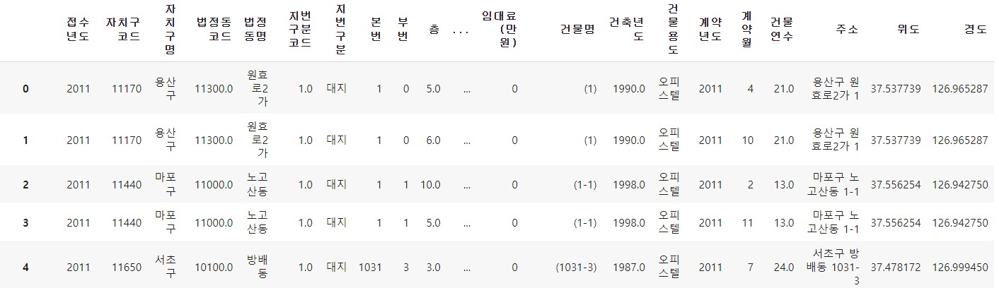 접수년도 자치구코드 자치구명 법정동코드 법정동명 지번구분코드 지번구분 본번 부번 층 ... 임대료(만원) 건물명 건축년도 건물용도 계약년도 계약월 건물연수 주소 위도 경도
0 2011 11170 용산구 11300.0 원효로2가 1.0 대지 1 0 5.0 ... 0 (1) 1990.0 오피스텔 2011 4 21.0 용산구 원효로2가 1 37.537739 126.965287
1 2011 11170 용산구 11300.0 원효로2가 1.0 대지 1 0 6.0 ... 0 (1) 1990.0 오피스텔 2011 10 21.0 용산구 원효로2가 1 37.537739 126.965287
2 2011 11440 마포구 11000.0 노고산동 1.0 대지 1 1 10.0 ... 0 (1-1) 1998.0 오피스텔 2011 2 13.0 마포구 노고산동 1-1 37.556254 126.942750
3 2011 11440 마포구 11000.0 노고산동 1.0 대지 1 1 5.0 ... 0 (1-1) 1998.0 오피스텔 2011 11 13.0 마포구 노고산동 1-1 37.556254 126.942750
4 2011 11650 서초구 10100.0 방배동 1.0 대지 1031 3 3.0 ... 0 (1031-3) 1987.0 오피스텔 2011 7 24.0 서초구 방배동 1031-3 37.478172 126.999450